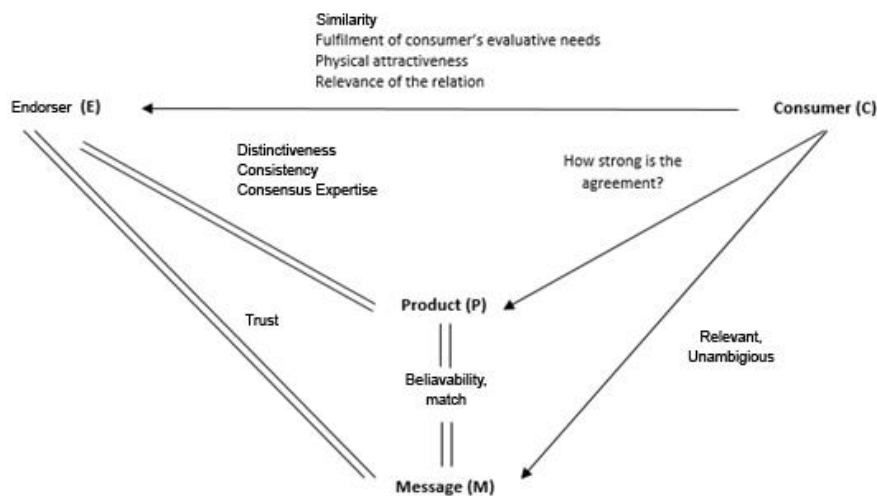 Similarity
Fulfilment of consumer's evaluative needs
Physical attractiveness
Relevance of the relation
Endorser (E)
Consumer (C)
Distinctiveness
Consistency
Consensus Expertise
How strong is the
agreement?
Product (P)
Trust
Relevant,
Unambigious
Beliavability,
match
Message (M)